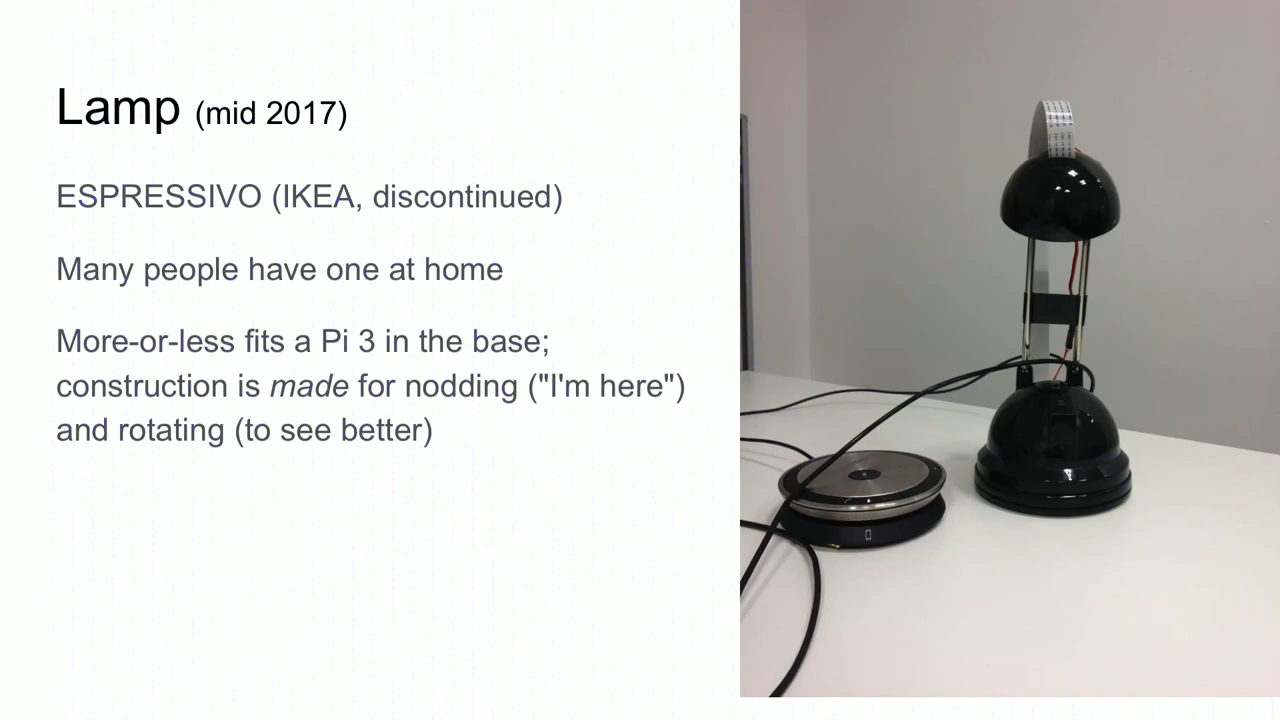 Lamp (mid 2017)
ESPRESSIVO (IKEA, discontinued)
Many people have one at home
More-or-less fits a Pi 3 in the base;
construction is made for nodding ("I'm here")
and rotating (to see better)